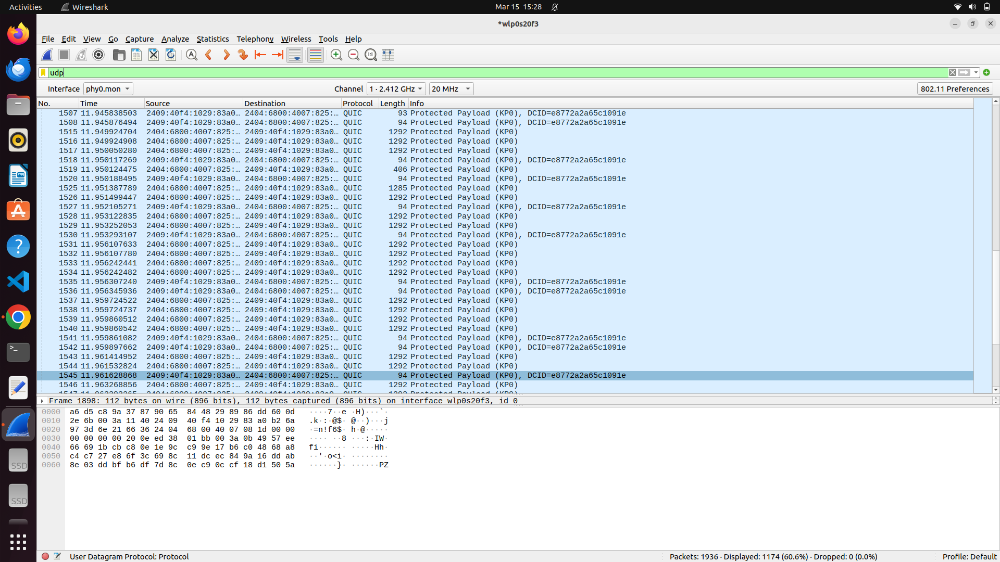 Activities Wireshark Mar 15 15:28
*wlp0s20f3
File Edit View Go Capture Analyze Statistics Telephony Wireless Tools Help
udp
Interface phy0.mon Channel 1 · 2.412 GHz 20 MHz 802.11 Preferences
No. Time Source Destination Protocol Length Info
1507 11.945838503 2409:40f4:1029:83a0… 2404:6800:4007:825:… QUIC 93 Protected Payload (KP0), DCID=e8772a2a65c1091e
1508 11.945876494 2409:40f4:1029:83a0… 2404:6800:4007:825:… QUIC 94 Protected Payload (KP0), DCID=e8772a2a65c1091e
1515 11.949924704 2404:6800:4007:825:… 2409:40f4:1029:83a0… QUIC 1292 Protected Payload (KP0)
1516 11.949924908 2404:6800:4007:825:… 2409:40f4:1029:83a0… QUIC 1292 Protected Payload (KP0)
1517 11.950050280 2404:6800:4007:825:… 2409:40f4:1029:83a0… QUIC 1292 Protected Payload (KP0)
1518 11.950117269 2409:40f4:1029:83a0… 2404:6800:4007:825:… QUIC 94 Protected Payload (KP0), DCID=e8772a2a65c1091e
1519 11.950124475 2404:6800:4007:825:… 2409:40f4:1029:83a0… QUIC 406 Protected Payload (KP0)
1520 11.950188495 2409:40f4:1029:83a0… 2404:6800:4007:825:… QUIC 94 Protected Payload (KP0), DCID=e8772a2a65c1091e
1525 11.951387789 2404:6800:4007:825:… 2409:40f4:1029:83a0… QUIC 1285 Protected Payload (KP0)
1526 11.951499447 2404:6800:4007:825:… 2409:40f4:1029:83a0… QUIC 1292 Protected Payload (KP0)
1527 11.952105271 2409:40f4:1029:83a0… 2404:6800:4007:825:… QUIC 94 Protected Payload (KP0), DCID=e8772a2a65c1091e
1528 11.953122835 2404:6800:4007:825:… 2409:40f4:1029:83a0… QUIC 1292 Protected Payload (KP0)
1529 11.953252053 2404:6800:4007:825:… 2409:40f4:1029:83a0… QUIC 1292 Protected Payload (KP0)
1530 11.953293107 2409:40f4:1029:83a0… 2404:6800:4007:825:… QUIC 94 Protected Payload (KP0), DCID=e8772a2a65c1091e
1531 11.956107633 2404:6800:4007:825:… 2409:40f4:1029:83a0… QUIC 1292 Protected Payload (KP0)
1532 11.956107780 2404:6800:4007:825:… 2409:40f4:1029:83a0… QUIC 1292 Protected Payload (KP0)
1533 11.956242441 2404:6800:4007:825:… 2409:40f4:1029:83a0… QUIC 1292 Protected Payload (KP0)
1534 11.956242482 2404:6800:4007:825:… 2409:40f4:1029:83a0… QUIC 1292 Protected Payload (KP0)
1535 11.956307240 2409:40f4:1029:83a0… 2404:6800:4007:825:… QUIC 94 Protected Payload (KP0), DCID=e8772a2a65c1091e
1536 11.956345936 2409:40f4:1029:83a0… 2404:6800:4007:825:… QUIC 94 Protected Payload (KP0), DCID=e8772a2a65c1091e
1537 11.959724522 2404:6800:4007:825:… 2409:40f4:1029:83a0… QUIC 1292 Protected Payload (KP0)
1538 11.959724737 2404:6800:4007:825:… 2409:40f4:1029:83a0… QUIC 1292 Protected Payload (KP0)
1539 11.959860512 2404:6800:4007:825:… 2409:40f4:1029:83a0… QUIC 1292 Protected Payload (KP0)
1540 11.959860542 2404:6800:4007:825:… 2409:40f4:1029:83a0… QUIC 1292 Protected Payload (KP0)
1541 11.959861082 2409:40f4:1029:83a0… 2404:6800:4007:825:… QUIC 94 Protected Payload (KP0), DCID=e8772a2a65c1091e
1542 11.959897662 2409:40f4:1029:83a0… 2404:6800:4007:825:… QUIC 94 Protected Payload (KP0), DCID=e8772a2a65c1091e
1543 11.961414952 2404:6800:4007:825:… 2409:40f4:1029:83a0… QUIC 1292 Protected Payload (KP0)
1544 11.961532824 2404:6800:4007:825:… 2409:40f4:1029:83a0… QUIC 1292 Protected Payload (KP0)
1545 11.961628868 2409:40f4:1029:83a0… 2404:6800:4007:825:… QUIC 94 Protected Payload (KP0), DCID=e8772a2a65c1091e
1546 11.963268856 2404:6800:4007:825:… 2409:40f4:1029:83a0… QUIC 1292 Protected Payload (KP0)
Frame 1898: 112 bytes on wire (896 bits), 112 bytes captured (896 bits) on interface wlp0s20f3, id 0
0000 a6 d5 c8 9a 37 87 90 65 84 48 29 89 86 dd 60 0d ····7··e ·H)···`·
0010 2e 6b 00 3a 11 40 24 09 40 f4 10 29 83 a0 b2 6a .k·:·@$· @··)···j
0020 97 3d 6e 21 66 36 24 04 68 00 40 07 08 1d 00 00 ·=n!f6$· h·@·····
0030 00 00 00 00 20 0e ed 38 01 bb 00 3a 0b 49 57 ee ···· ··8 ···:·IW·
0040 66 69 1b cb c8 0e 1e 9c c9 9e 17 b6 c0 48 68 a8 fi······ ·····Hh·
0050 c4 c7 27 e8 6f 3c 69 8c 11 dc ec 84 9a 16 dd ab ··'·o<i· ········
0060 8e 03 dd bf b6 df 7d 8c 0e c9 0c cf 18 d1 50 5a ······}· ······PZ
SSD
SSD
User Datagram Protocol: Protocol Packets: 1936 · Displayed: 1174 (60.6%) · Dropped: 0 (0.0%) Profile: Default